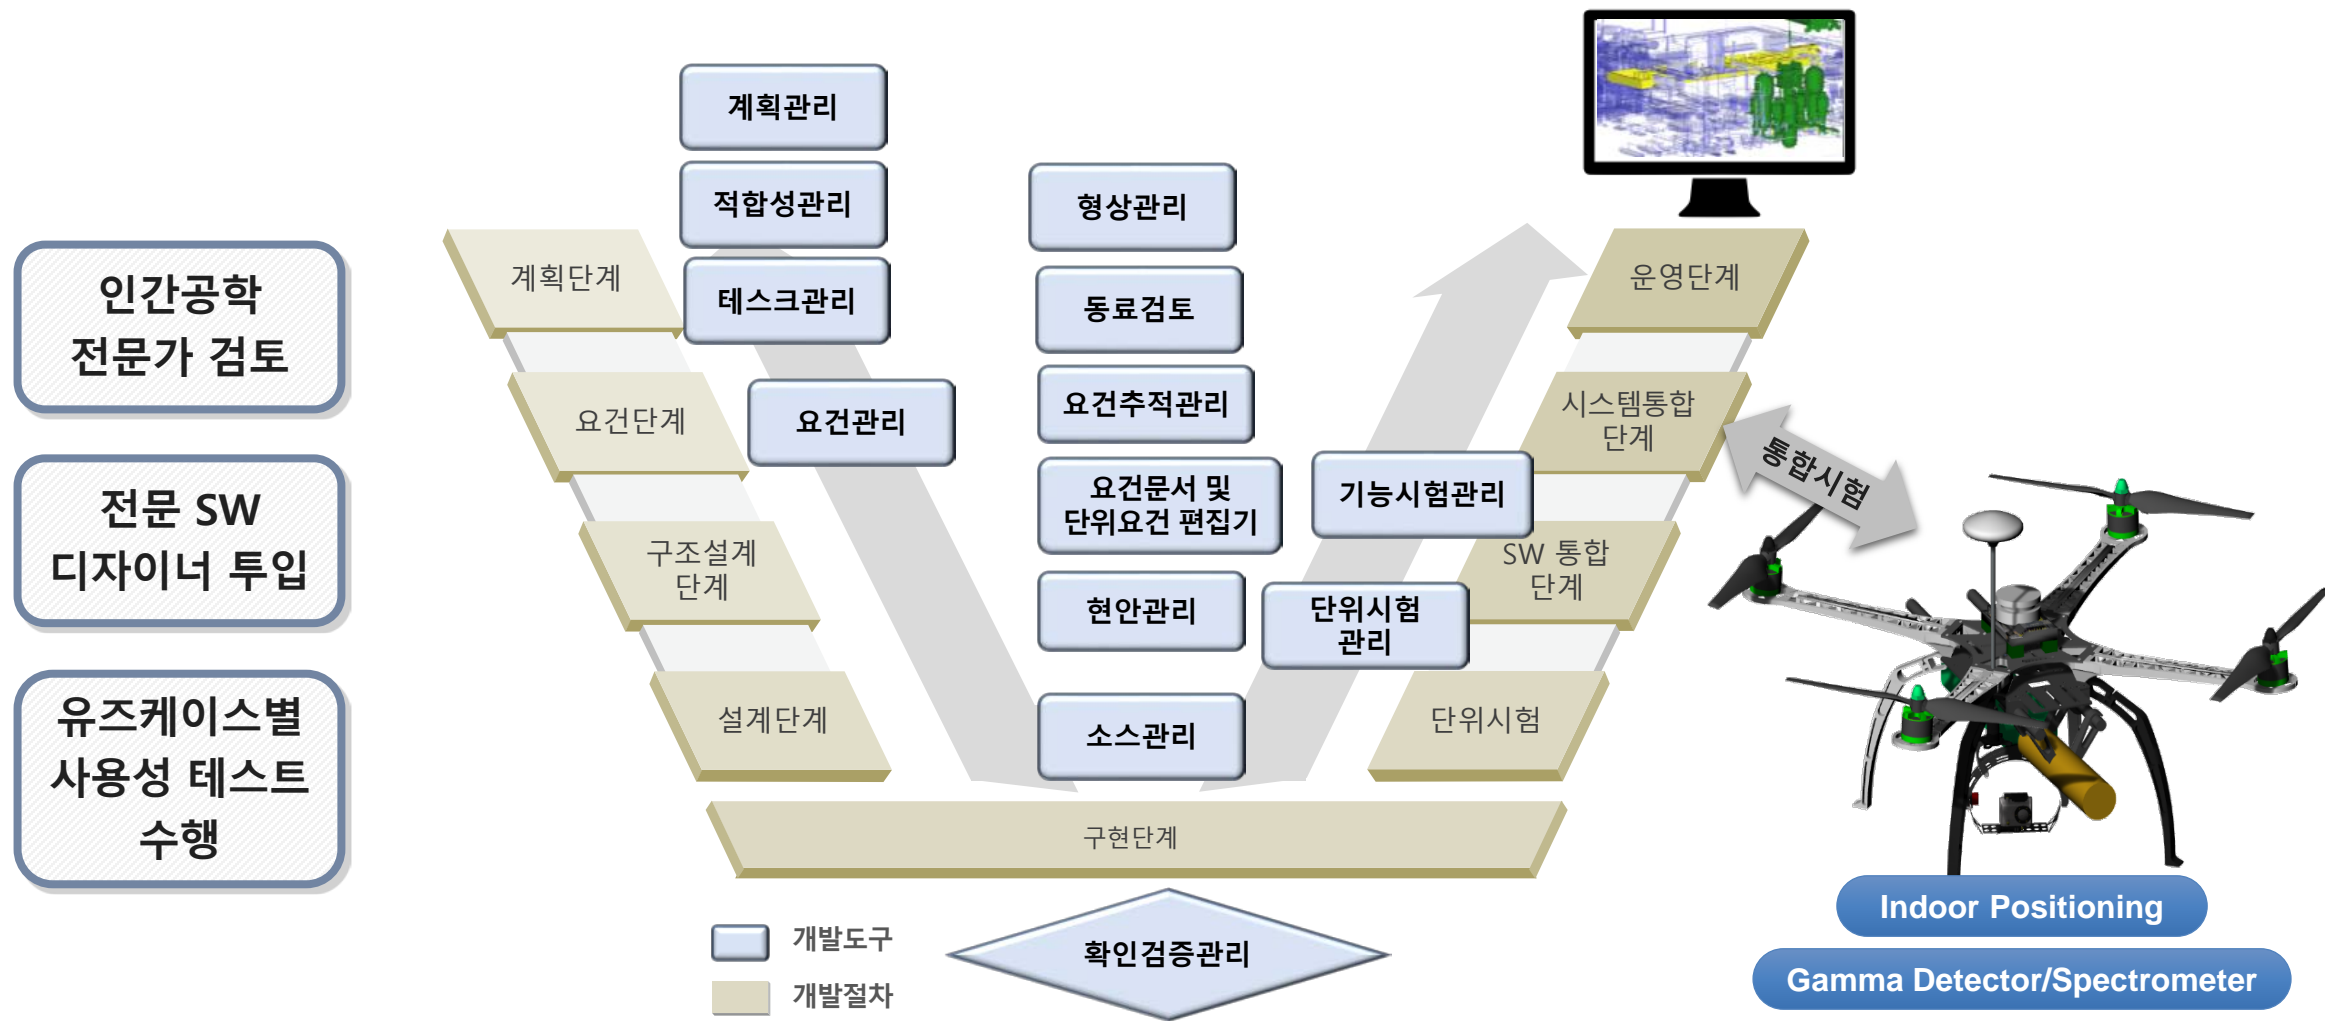 인간공학
전문가 검토
전문 SW
디자이너 투입
유즈케이스별
사용성 테스트
수행
계획단계
요건단계
구조설계
단계
설계단계
구현단계
계획관리
적합성관리
테스크관리
요건관리
형상관리
동료검토
요건추적관리
요건문서 및
단위요건 편집기
현안관리
소스관리
기능시험관리
단위시험
관리
운영단계
시스템통합
단계
SW 통합
단계
단위시험
통합시험
확인검증관리
개발도구
개발절차
Indoor Positioning
Gamma Detector/Spectrometer